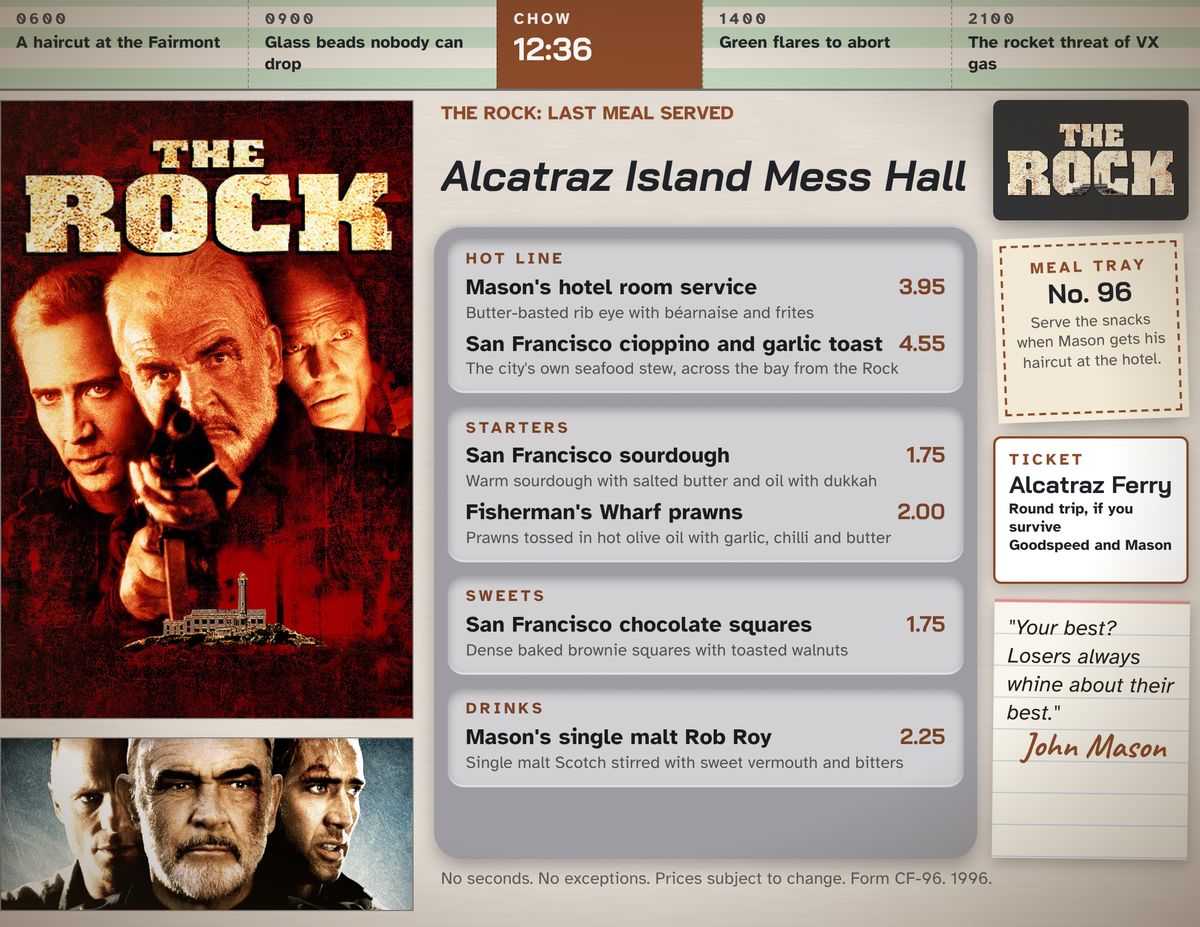 0600
A haircut at the Fairmont
0900
Glass beads nobody can
drop
CHOW
12:36
1400
Green flares to abort
2100
The rocket threat of VX
gas
THE
ROCK
THE ROCK: LAST MEAL SERVED
Alcatraz Island Mess Hall
HOT LINE
Mason's hotel room service 3.95
Butter-basted rib eye with béarnaise and frites
San Francisco cioppino and garlic toast 4.55
The city's own seafood stew, across the bay from the Rock
STARTERS
San Francisco sourdough 1.75
Warm sourdough with salted butter and oil with dukkah
Fisherman's Wharf prawns 2.00
Prawns tossed in hot olive oil with garlic, chilli and butter
SWEETS
San Francisco chocolate squares 1.75
Dense baked brownie squares with toasted walnuts
DRINKS
Mason's single malt Rob Roy 2.25
Single malt Scotch stirred with sweet vermouth and bitters
No seconds. No exceptions. Prices subject to change. Form CF-96. 1996.
THE
ROCK
MEAL TRAY
No. 96
Serve the snacks
when Mason gets his
haircut at the hotel.
TICKET
Alcatraz Ferry
Round trip, if you
survive
Goodspeed and Mason
"Your best?
Losers always
whine about their
best."
John Mason